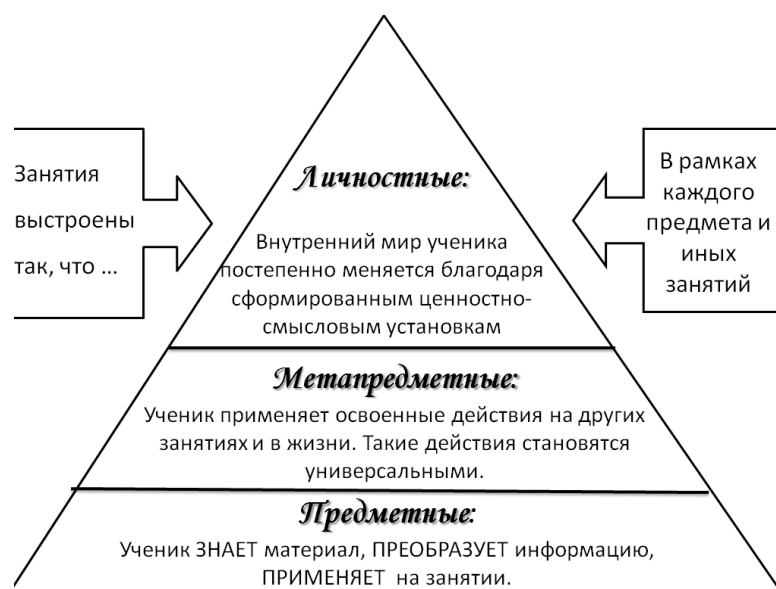 Занятия
выстроены
так, что ...
В рамках
каждого
предмета и
иных
занятий
Личностные:
Внутренний мир ученика
постепенно меняется благодаря
сформированным ценностно-
смысловым установкам
Метапредметные:
Ученик применяет освоенные действия на других
занятиях и в жизни. Такие действия становятся
универсальными.
Предметные:
Ученик ЗНАЕТ материал, ПРЕОБРАЗУЕТ информацию,
ПРИМЕНЯЕТ на занятии.